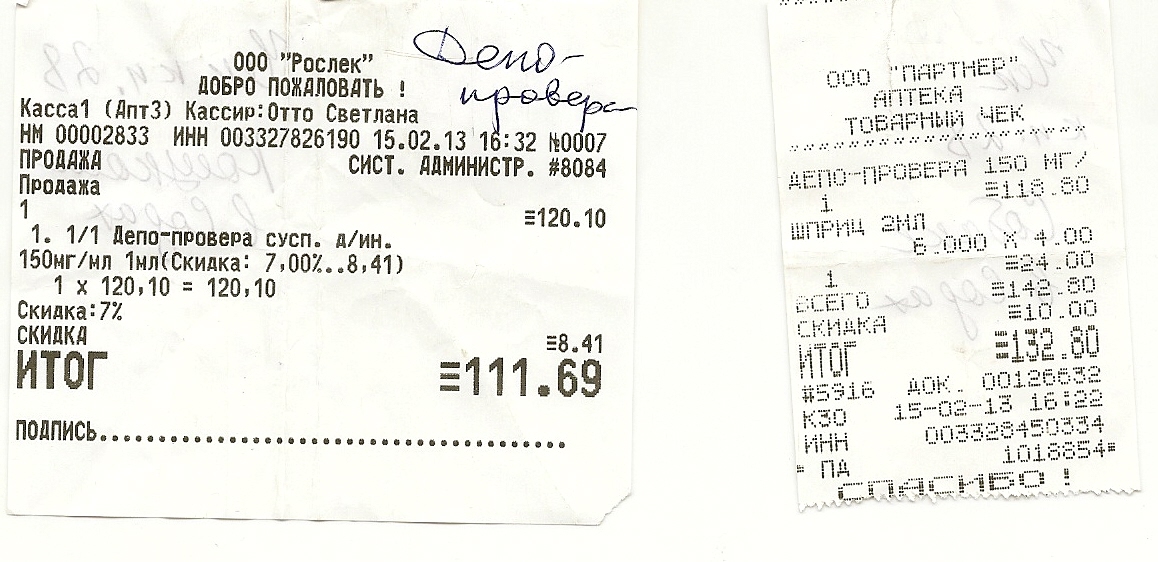 ООО "Рослек"
ДОБРО ПОЖАЛОВАТЬ !
Депо-
провера
Касса1 (Апт3) Кассир:Отто Светлана
НМ 00002833 ИНН 003327826190 15.02.13 16:32 №0007
ПРОДАЖА СИСТ. АДМИНИСТР. #8084
Продажа
1 ≡120.10
1. 1/1 Депо-провера сусп. д/ин.
150мг/мл 1мл(Скидка: 7,00%..8,41)
1 x 120,10 = 120,10
Скидка:7%
СКИДКА ≡8.41
ИТОГ ≡111.69
ПОДПИСЬ.......................................
ООО "ПАРТНЕР"
АПТЕКА
ТОВАРНЫЙ ЧЕК
ДЕПО-ПРОВЕРА 150 МГ/
1 ≡118.80
ШПРИЦ 2МЛ
6.000 X 4.00
1 ≡24.00
ВСЕГО ≡142.80
СКИДКА ≡10.00
ИТОГ ≡132.80
#5916 ДОК. 00126632
К30 15-02-13 16:22
ИНН 003328450334
* ПД 1018854*
СПАСИБО !